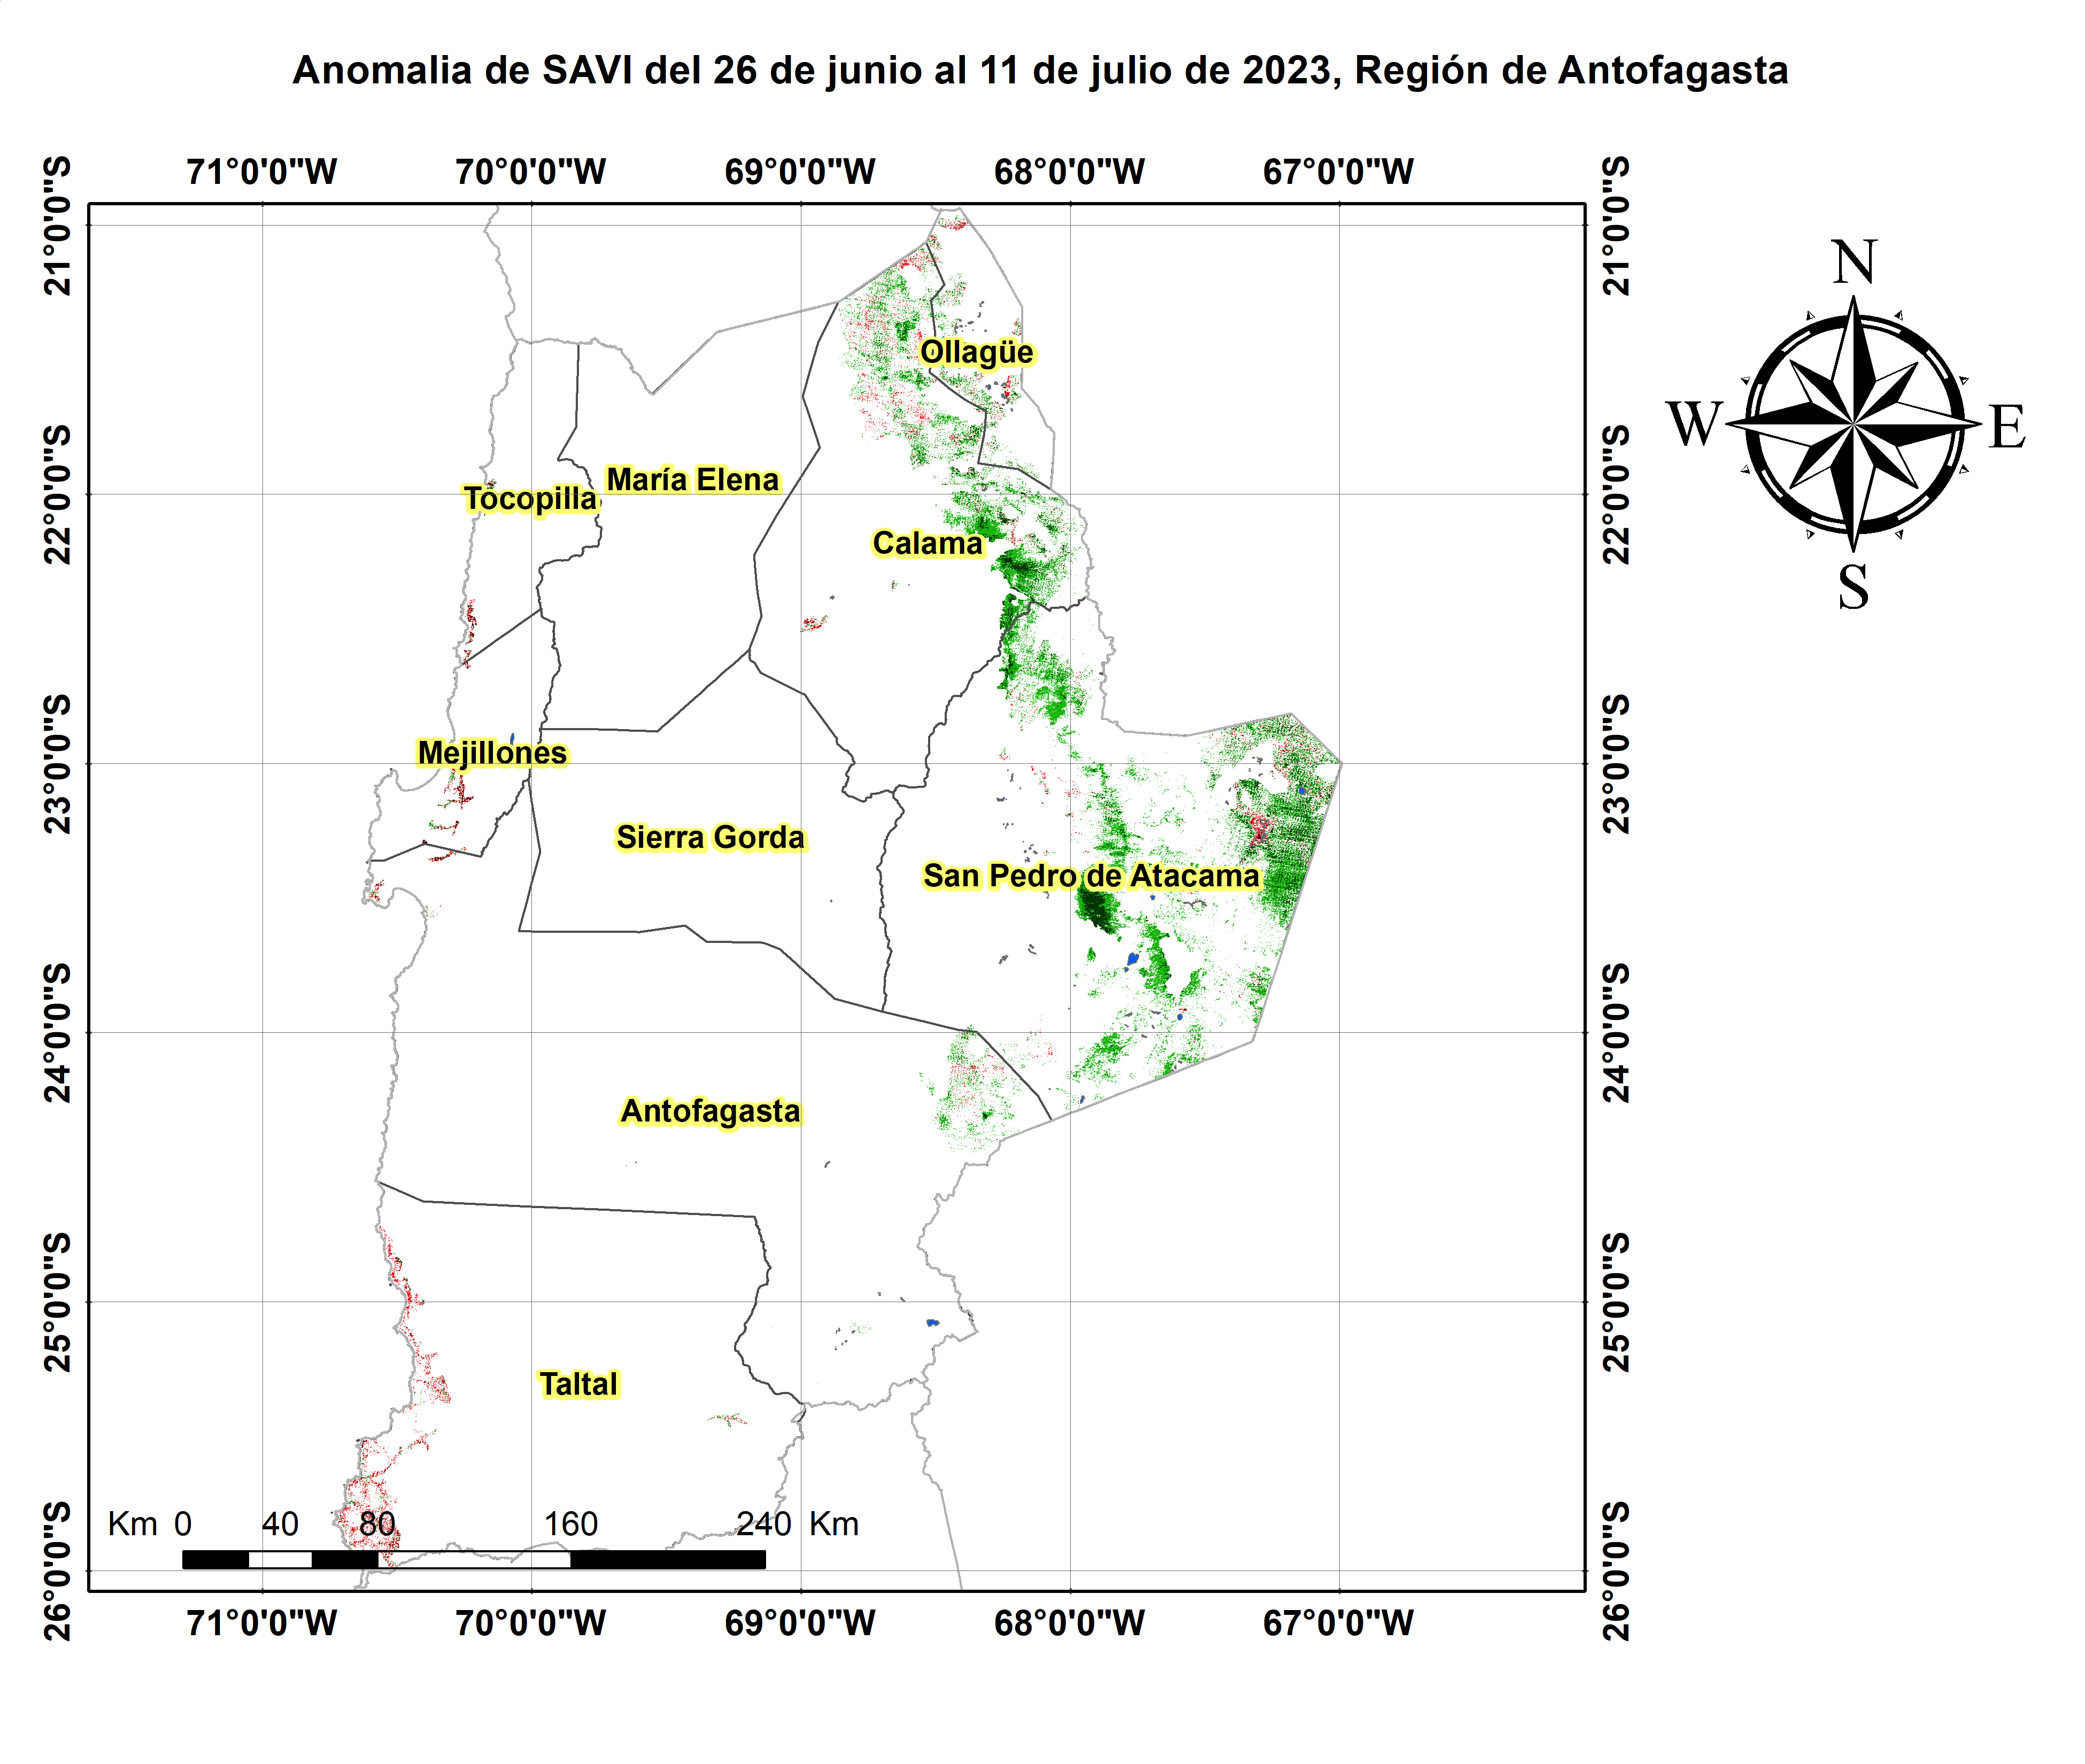 Anomalia de SAVI del 26 de junio al 11 de julio de 2023, Región de Antofagasta
71°0'0"W 70°0'0"W 69°0'0"W 68°0'0"W 67°0'0"W
21°0'0"S 21°0'0"S
N
Ollagüe
W E
María Elena
Tocopilla
22°0'0"S 22°0'0"S
Calama
S
Mejillones
23°0'0"S 23°0'0"S
Sierra Gorda
San Pedro de Atacama
24°0'0"S 24°0'0"S
Antofagasta
25°0'0"S 25°0'0"S
Taltal
Km 0 40 80 160 240 Km
26°0'0"S 26°0'0"S
71°0'0"W 70°0'0"W 69°0'0"W 68°0'0"W 67°0'0"W